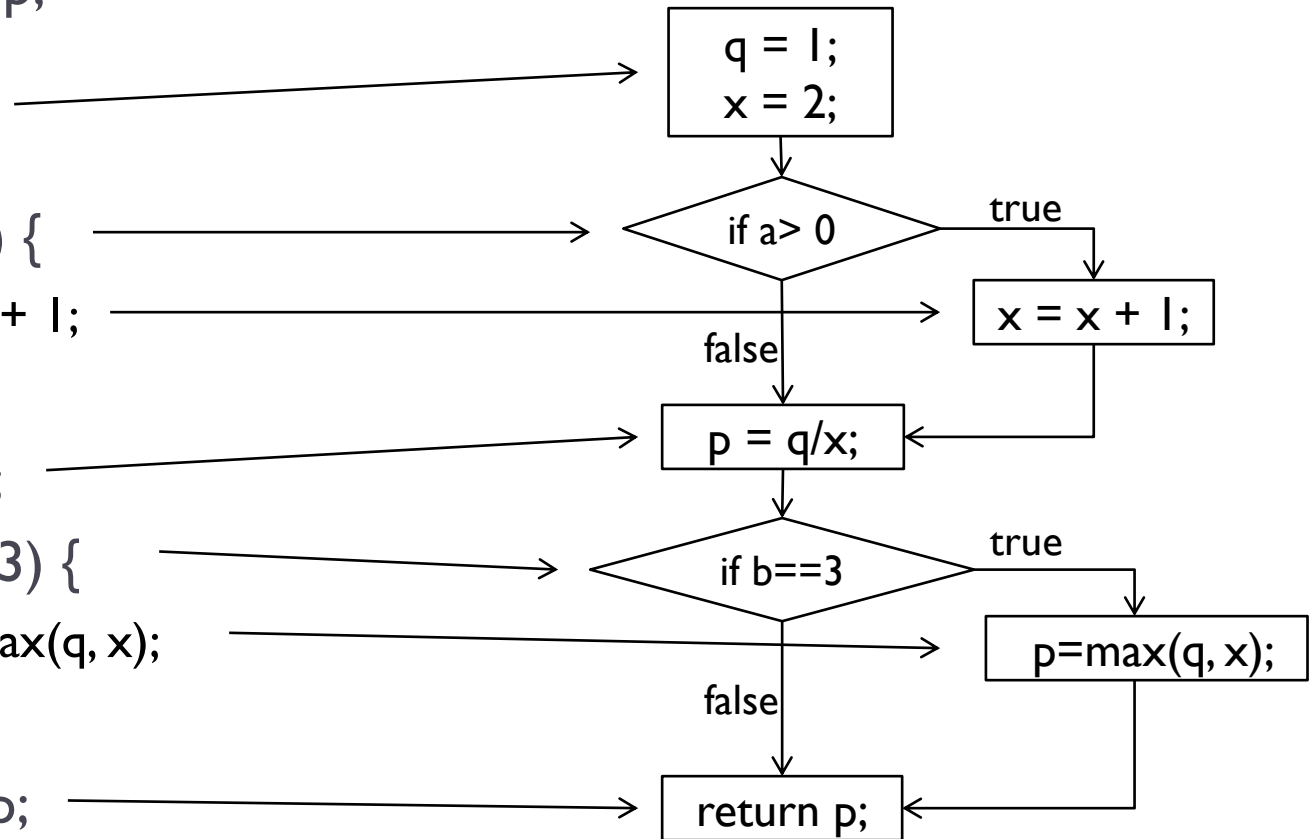 p;
q = 1;
x = 2;
) {
if a> 0
true
+ 1;
x = x + 1;
false
p = q/x;
;
3) {
if b==3
true
ax(q, x);
p=max(q, x);
false
return p;